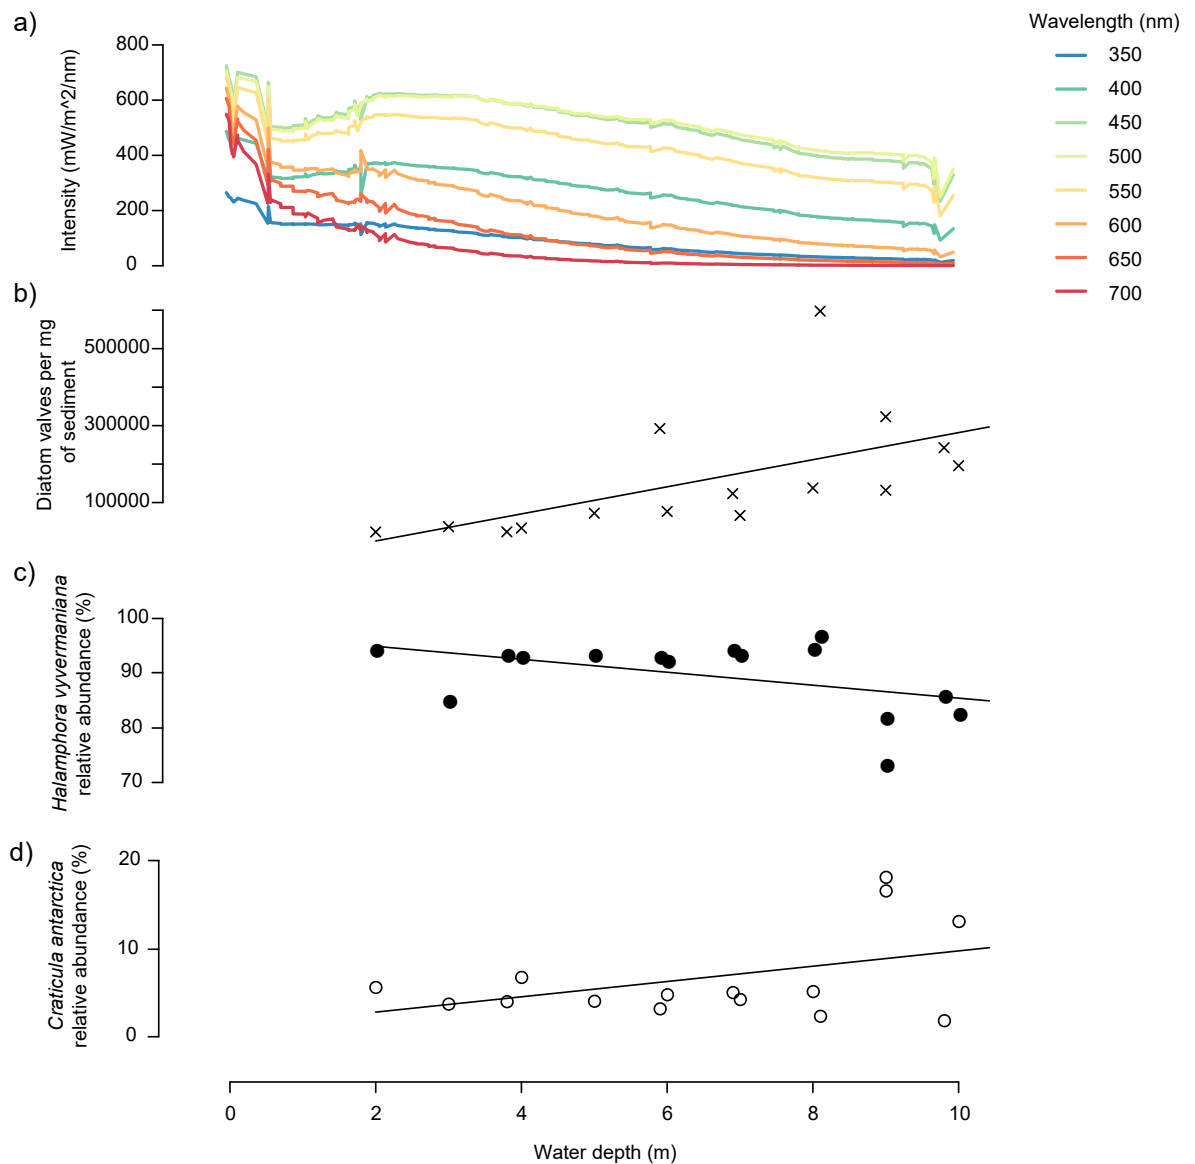 a)
Wavelength (nm)
350
400
450
500
550
600
650
700
Intensity (mW/m^2/nm)
800
600
400
200
0
b)
Diatom valves per mg
of sediment
500000
300000
100000
c)
Halamphora vyvermaniana
relative abundance (%)
100
90
80
70
d)
Craticula antarctica
relative abundance (%)
20
10
0
0 2 4 6 8 10
Water depth (m)